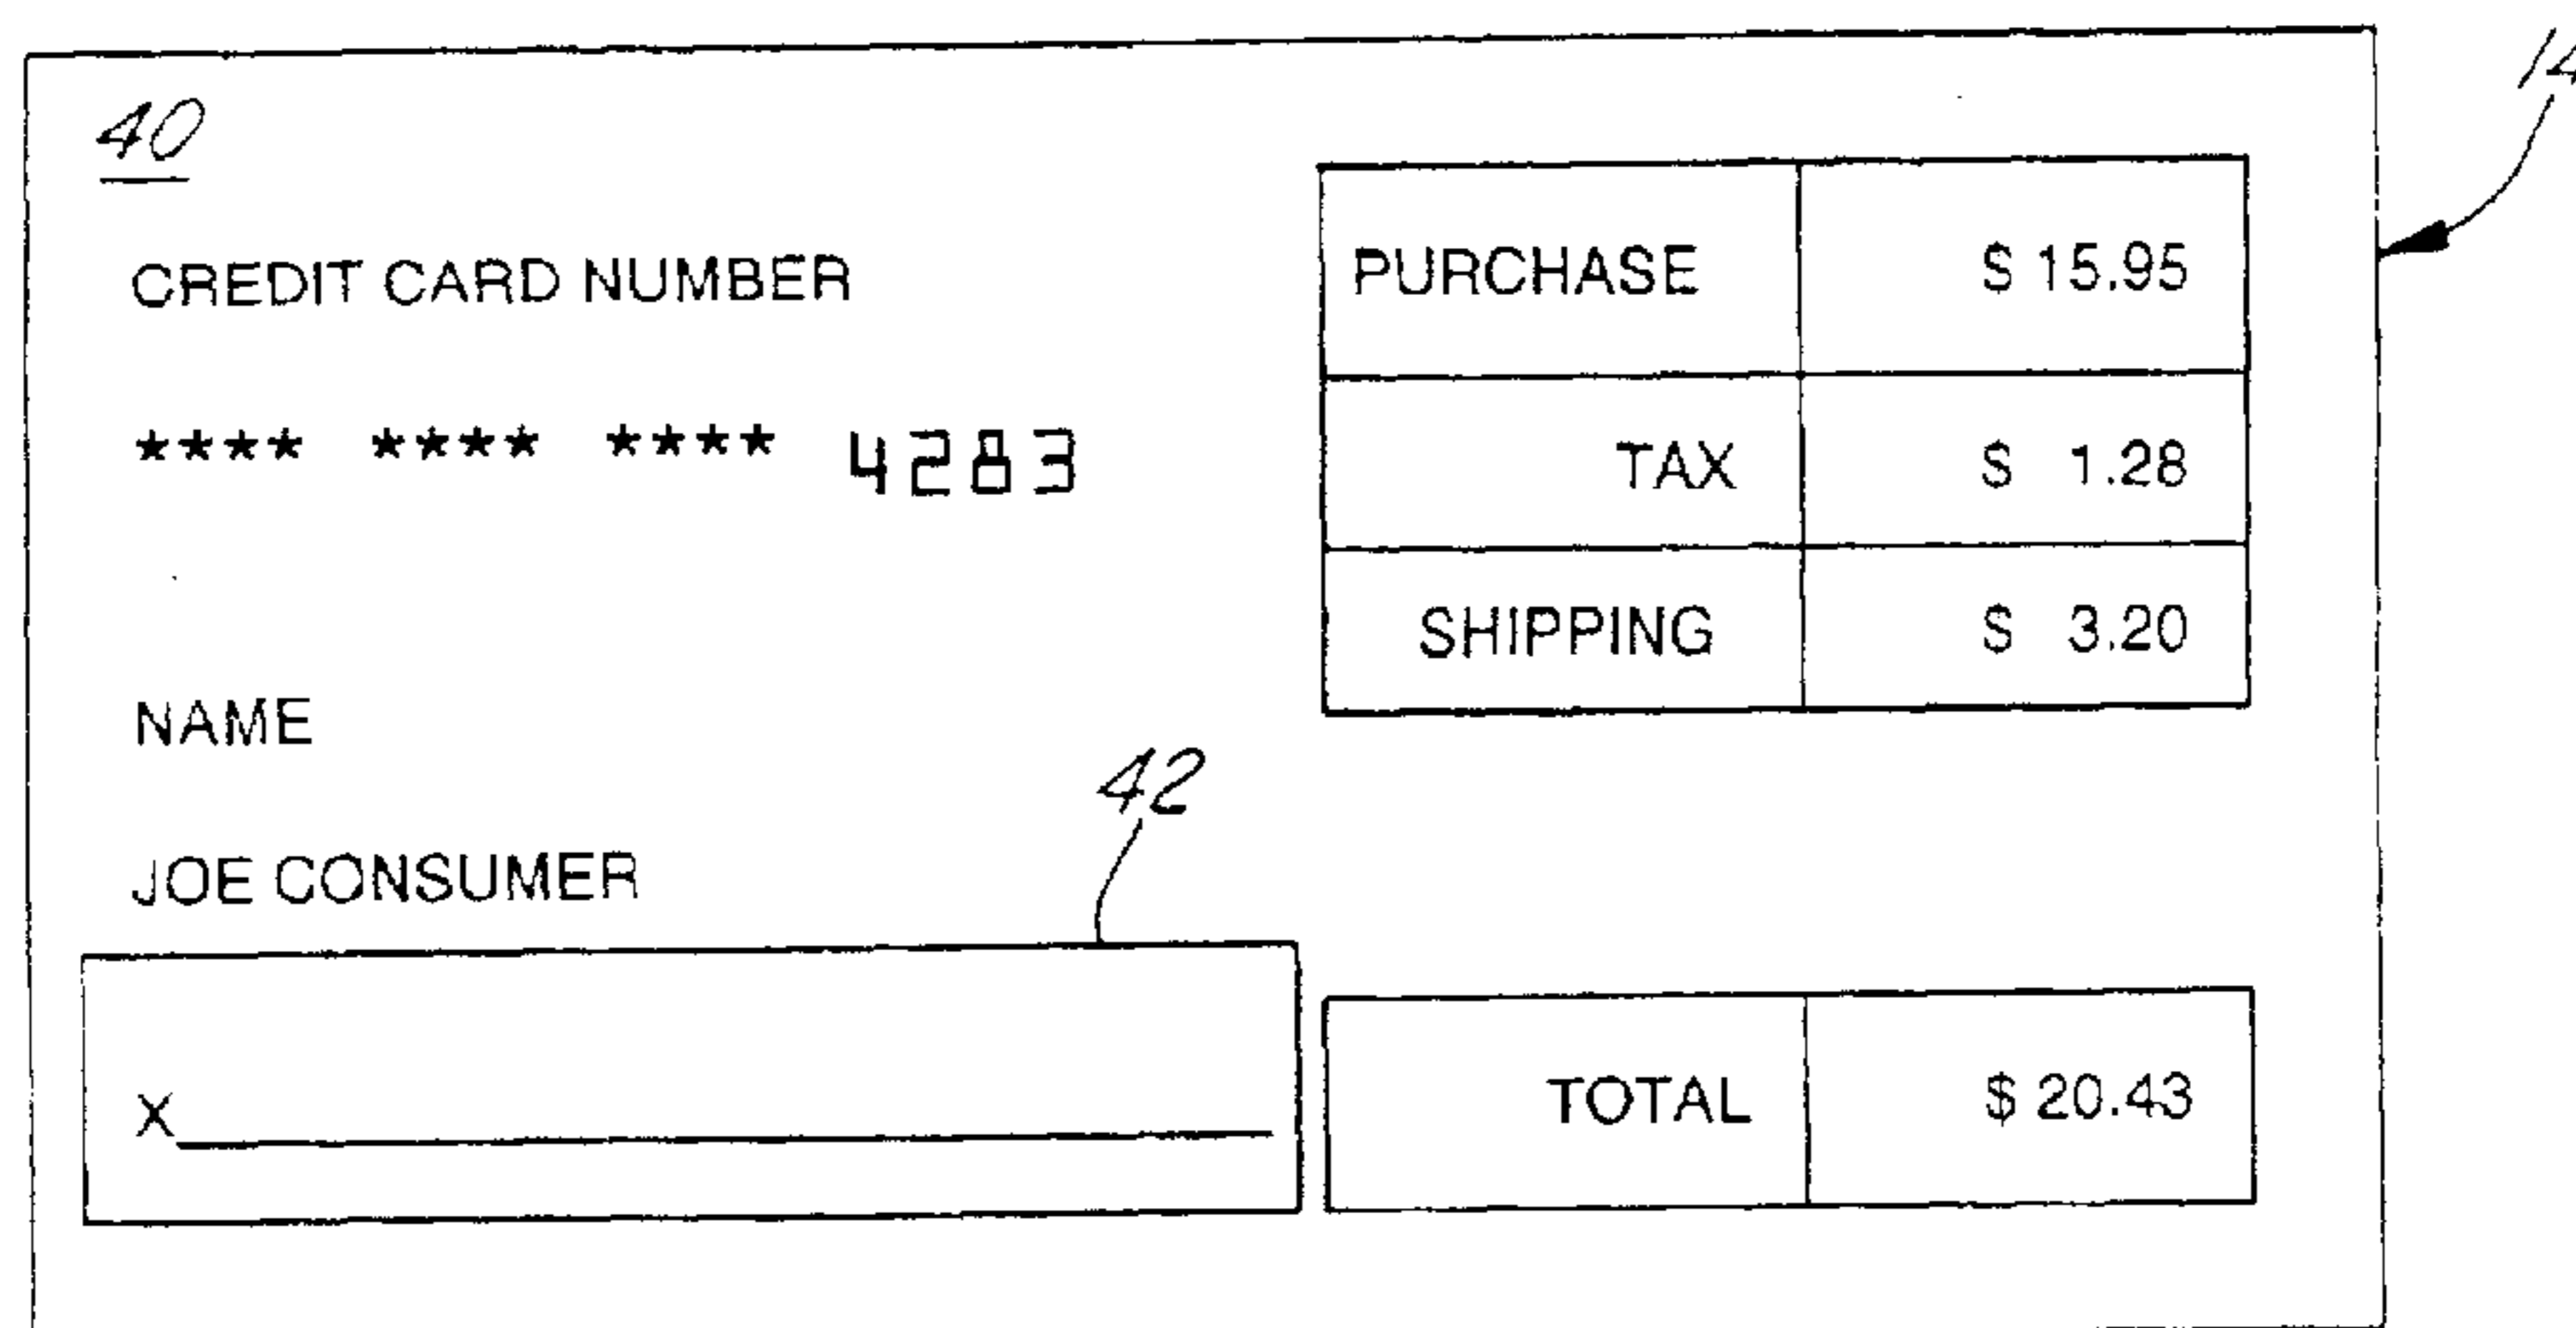 14
40
CREDIT CARD NUMBER
**** **** **** 4283
NAME
JOE CONSUMER
42
X
PURCHASE $ 15.95
TAX $ 1.28
SHIPPING $ 3.20
TOTAL $ 20.43